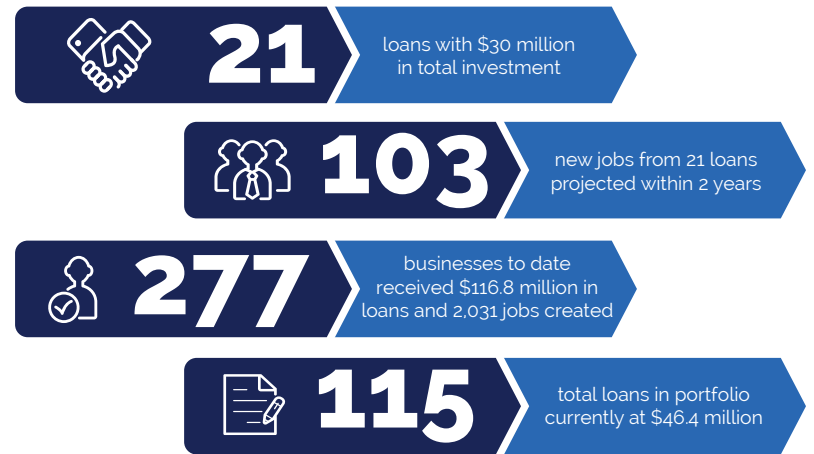 21
loans with $30 million
in total investment
103
new jobs from 21 loans
projected within 2 years
277
businesses to date
received $116.8 million in
loans and 2,031 jobs created
115
total loans in portfolio
currently at $46.4 million